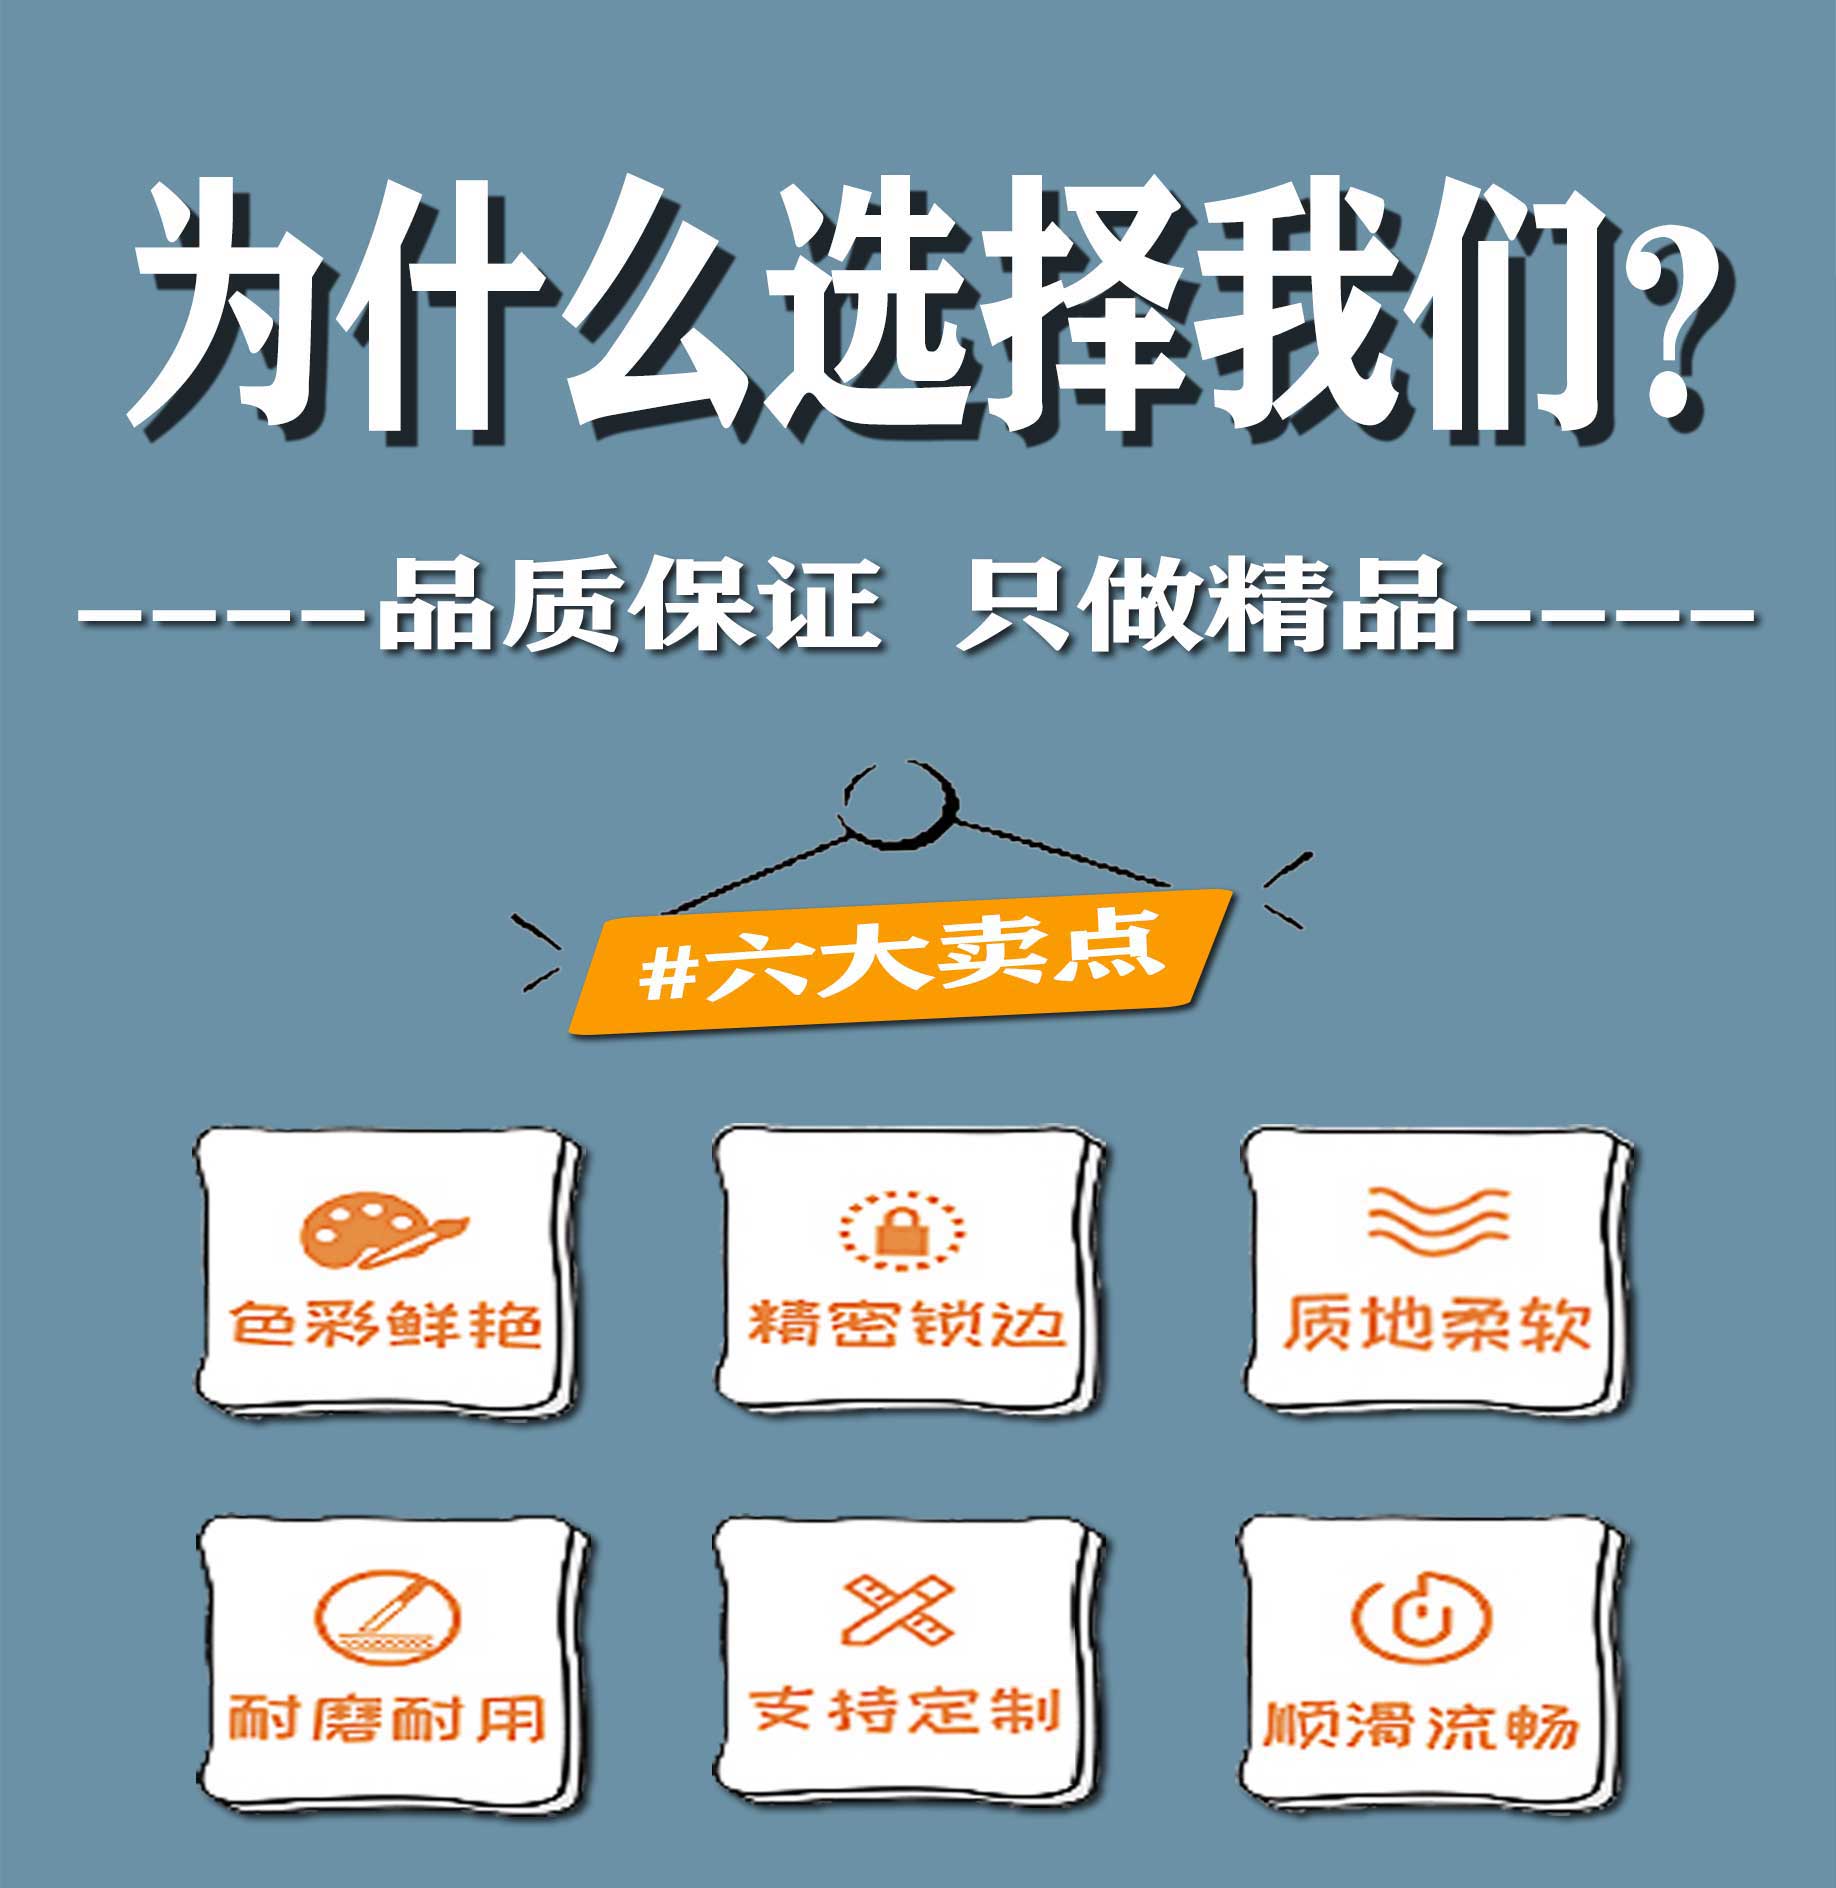 为什么选择我们?
----品质保证 只做精品----
#六大卖点
色彩鲜艳
精密锁边
质地柔软
耐磨耐用
支持定制
顺滑流畅